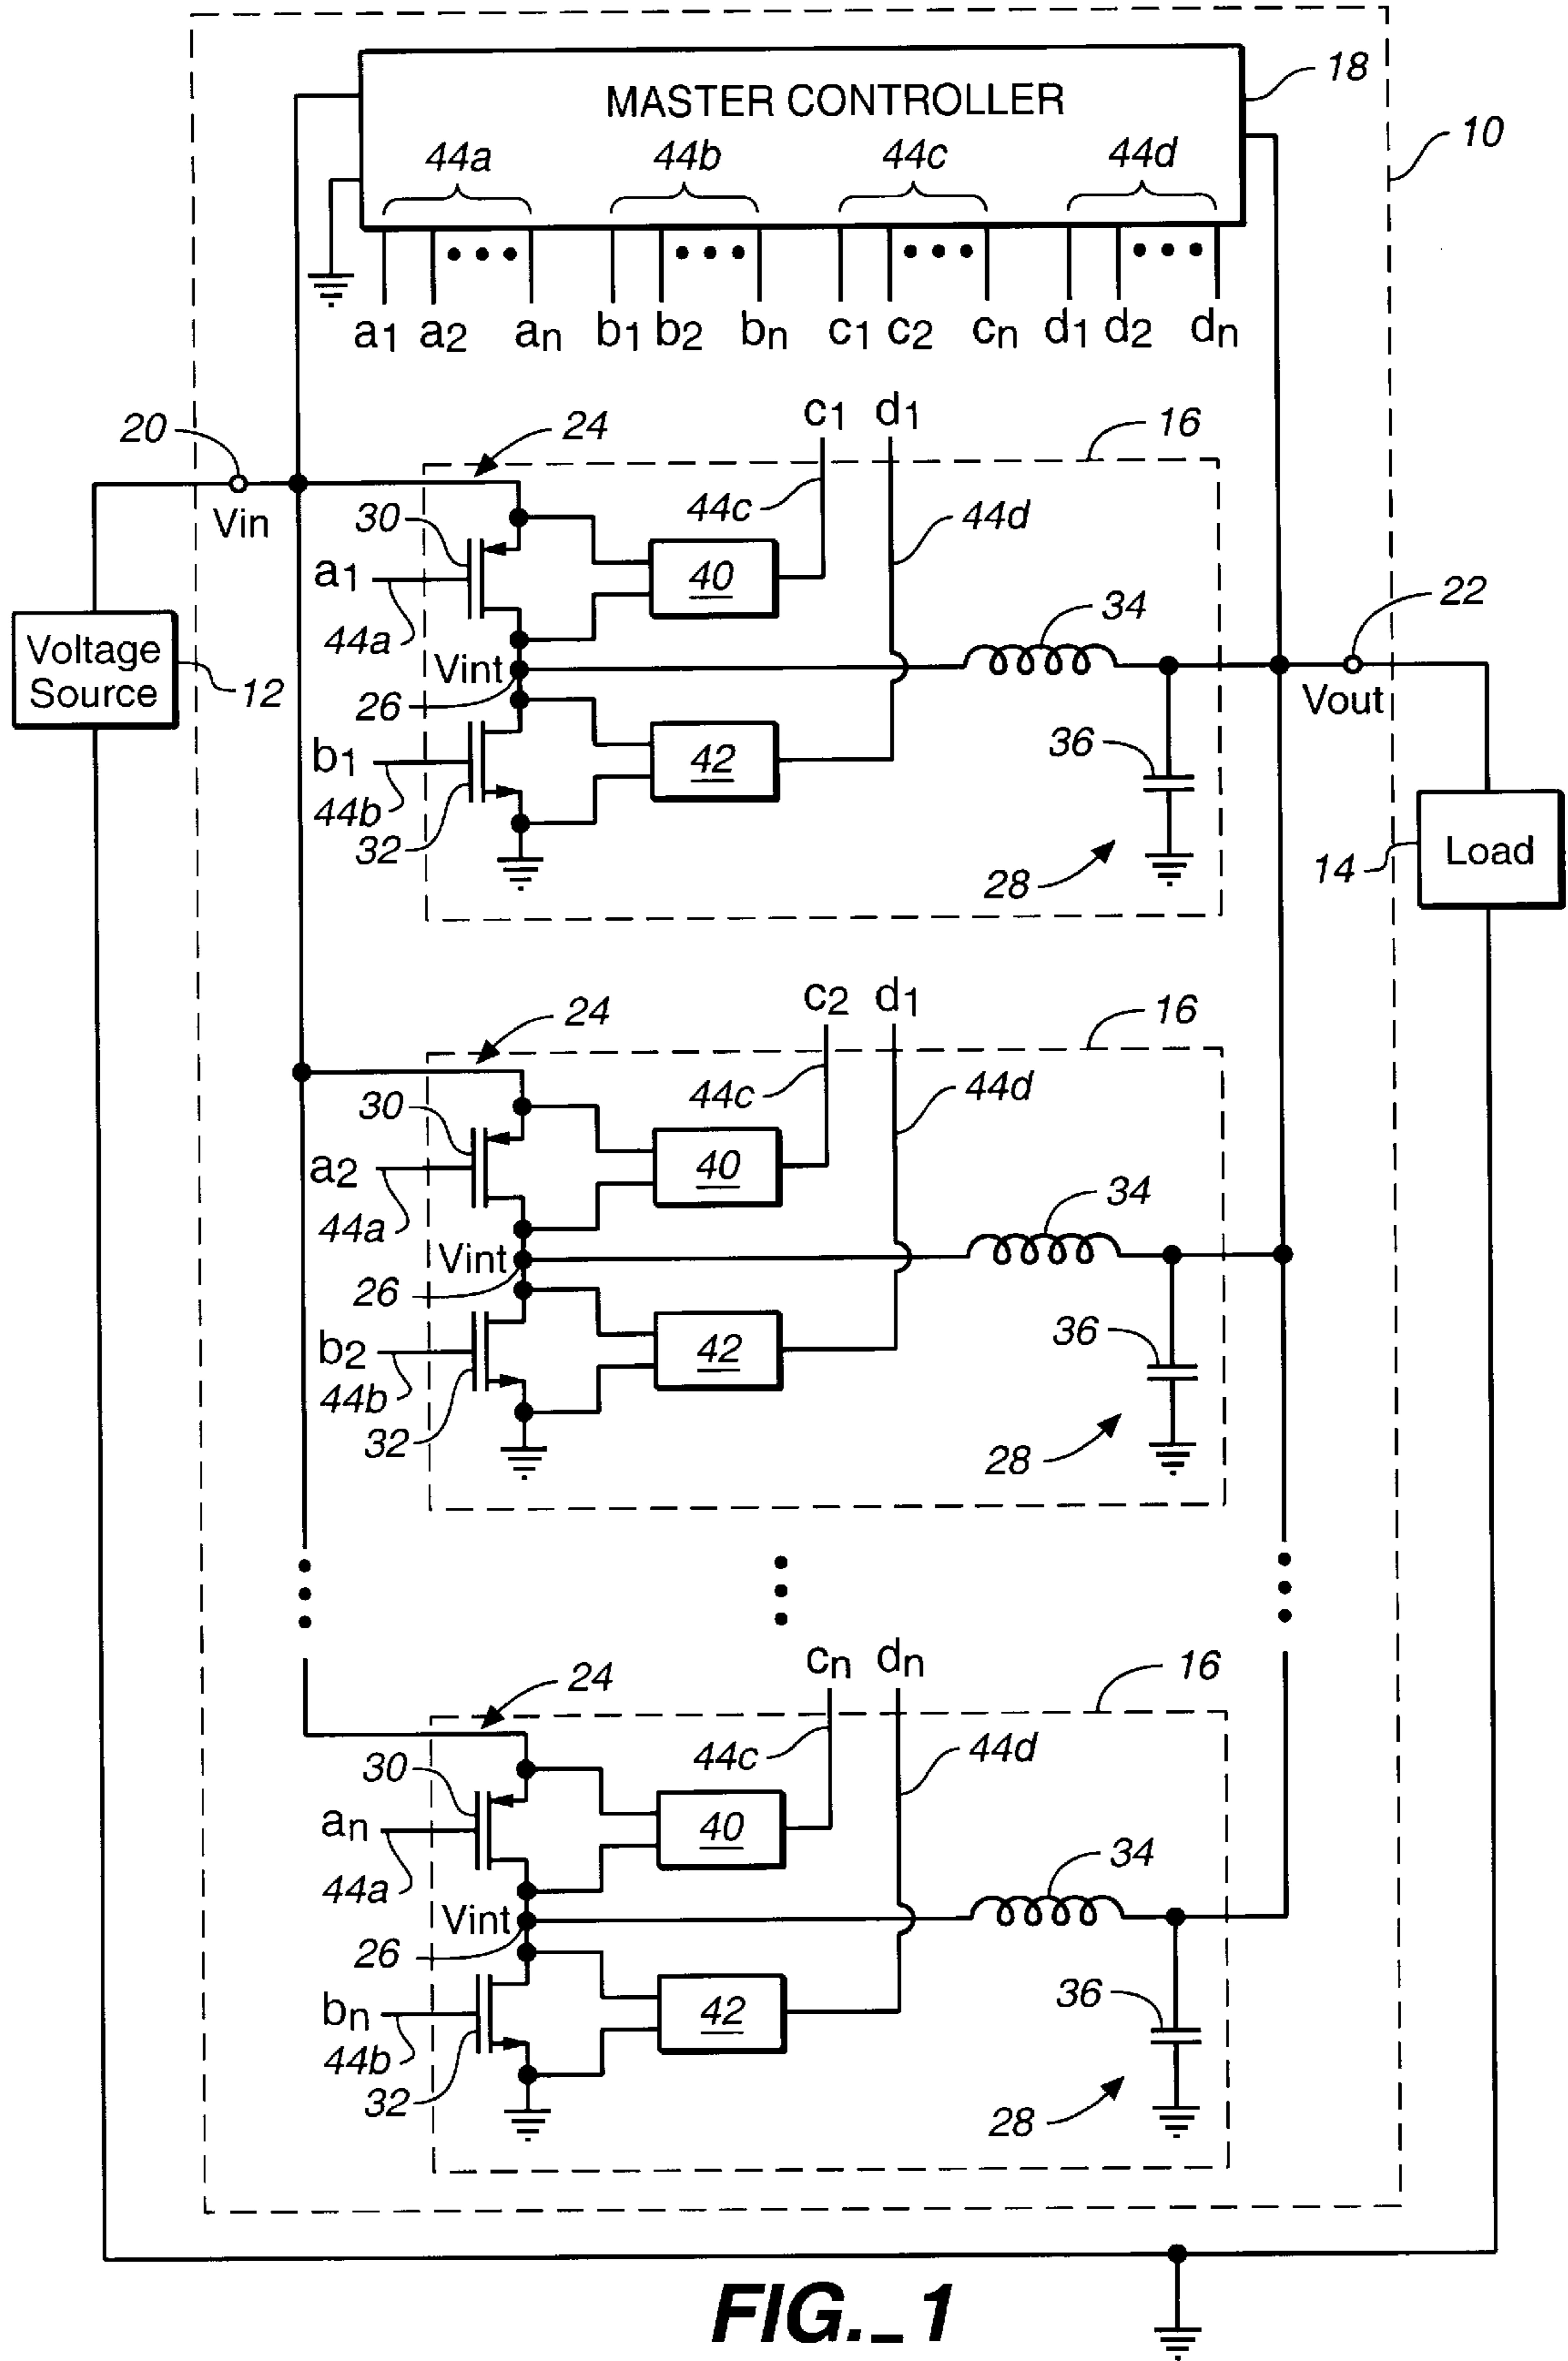 MASTER CONTROLLER
18
10
44a 44b 44c 44d
a1 a2 an b1 b2 bn c1 c2 cn d1 d2 dn
c1 d1
20
24
16
Vin
30
44c
44d
a1
40
34
22
44a
Voltage
Source
12
Vint
26
Vout
b1
42
36
44b
32
28
14
Load
c2 d1
24
16
30
44c
44d
a2
40
34
44a
Vint
26
b2
42
36
44b
32
28
cn dn
24
16
30
44c
44d
an
40
34
44a
Vint
26
bn
42
36
44b
32
28
FIG._1